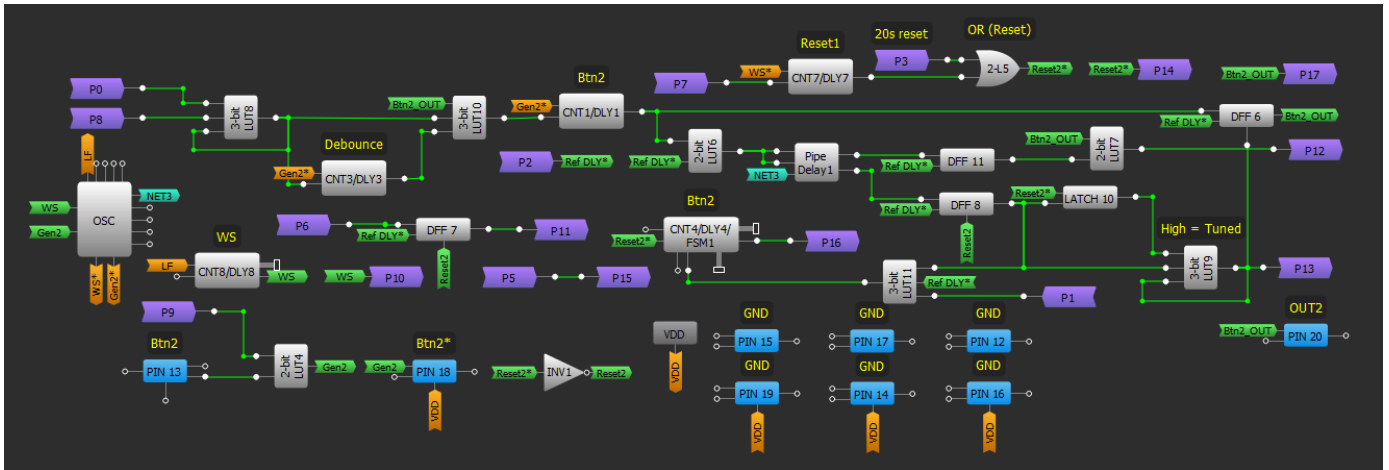 20s reset
OR (Reset)
Reset1
P3
P7
WS*
CNT7/DLY7
2-L5
Reset2*
Reset2*
P14
Btn2_OUT
P17
P0
P8
3-bit
LUT8
Btn2_OUT
3-bit
LUT10
Btn2
Gen2*
CNT1/DLY1
Ref DLY*
DFF 6
Btn2_OUT
Debounce
Gen2*
CNT3/DLY3
P2
Ref DLY*
Ref DLY*
2-bit
LUT6
NET3
Pipe
Delay1
Ref DLY*
DFF 11
Btn2_OUT
2-bit
LUT7
P12
LF
OSC
NET3
WS
Gen2
WS*
Gen2*
P6
Ref DLY*
DFF 7
Reset2
P11
Btn2
CNT4/DLY4/
FSM1
Reset2*
P16
Ref DLY*
DFF 8
Reset2
Reset2*
LATCH 10
High = Tuned
3-bit
LUT9
P13
WS
LF
CNT8/DLY8
WS
WS
P10
P5
P15
3-bit
LUT11
Ref DLY*
P1
P9
Btn2
PIN 13
2-bit
LUT4
Gen2
Btn2*
Gen2
PIN 18
VDD
Reset2*
INV1
Reset2
VDD
VDD
GND
PIN 15
GND
PIN 17
GND
PIN 12
OUT2
Btn2_OUT
PIN 20
GND
PIN 19
VDD
GND
PIN 14
VDD
GND
PIN 16
VDD